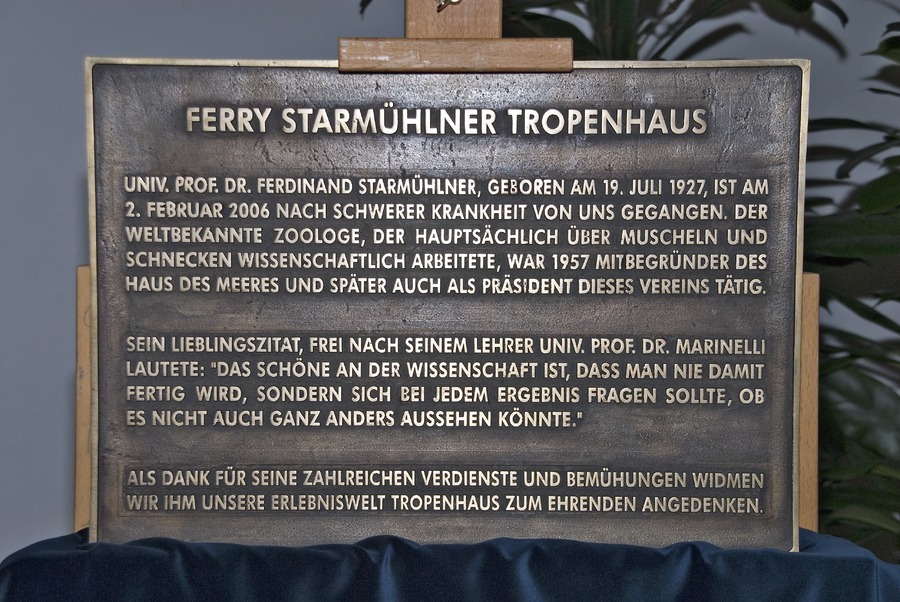 FERRY STARMÜHLNER TROPENHAUS
UNIV. PROF. DR. FERDINAND STARMÜHLNER, GEBOREN AM 19. JULI 1927, IST AM
2. FEBRUAR 2006 NACH SCHWERER KRANKHEIT VON UNS GEGANGEN. DER
WELTBEKANNTE ZOOLOGE, DER HAUPTSÄCHLICH ÜBER MUSCHELN UND
SCHNECKEN WISSENSCHAFTLICH ARBEITETE, WAR 1957 MITBEGRÜNDER DES
HAUS DES MEERES UND SPÄTER AUCH ALS PRÄSIDENT DIESES VEREINS TÄTIG.
SEIN LIEBLINGSZITAT, FREI NACH SEINEM LEHRER UNIV. PROF. DR. MARINELLI
LAUTETE: "DAS SCHÖNE AN DER WISSENSCHAFT IST, DASS MAN NIE DAMIT
FERTIG WIRD, SONDERN SICH BEI JEDEM ERGEBNIS FRAGEN SOLLTE, OB
ES NICHT AUCH GANZ ANDERS AUSSEHEN KÖNNTE."
ALS DANK FÜR SEINE ZAHLREICHEN VERDIENSTE UND BEMÜHUNGEN WIDMEN
WIR IHM UNSERE ERLEBNISWELT TROPENHAUS ZUM EHRENDEN ANGEDENKEN.